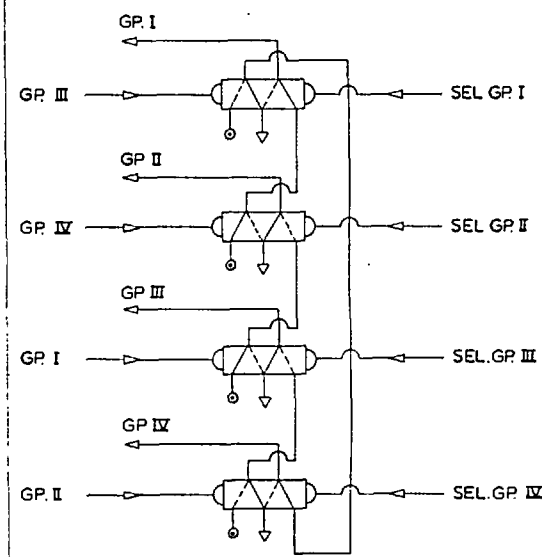 GP. I
GP. III
SEL GP. I
GP II
GP. IV
SEL GP. II
GP III
GP. I
SEL. GP. III
GP IV
GP. II
SEL. GP. IV